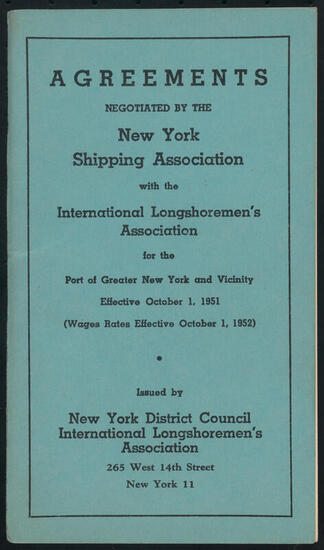 AGREEMENTS
NEGOTIATED BY THE
New York
Shipping Association
with the
International Longshoremen's
Association
for the
Port of Greater New York and Vicinity
Effective October 1, 1951
(Wages Rates Effective October 1, 1952)
•
Issued by
New York District Council
International Longshoremen's
Association
265 West 14th Street
New York 11